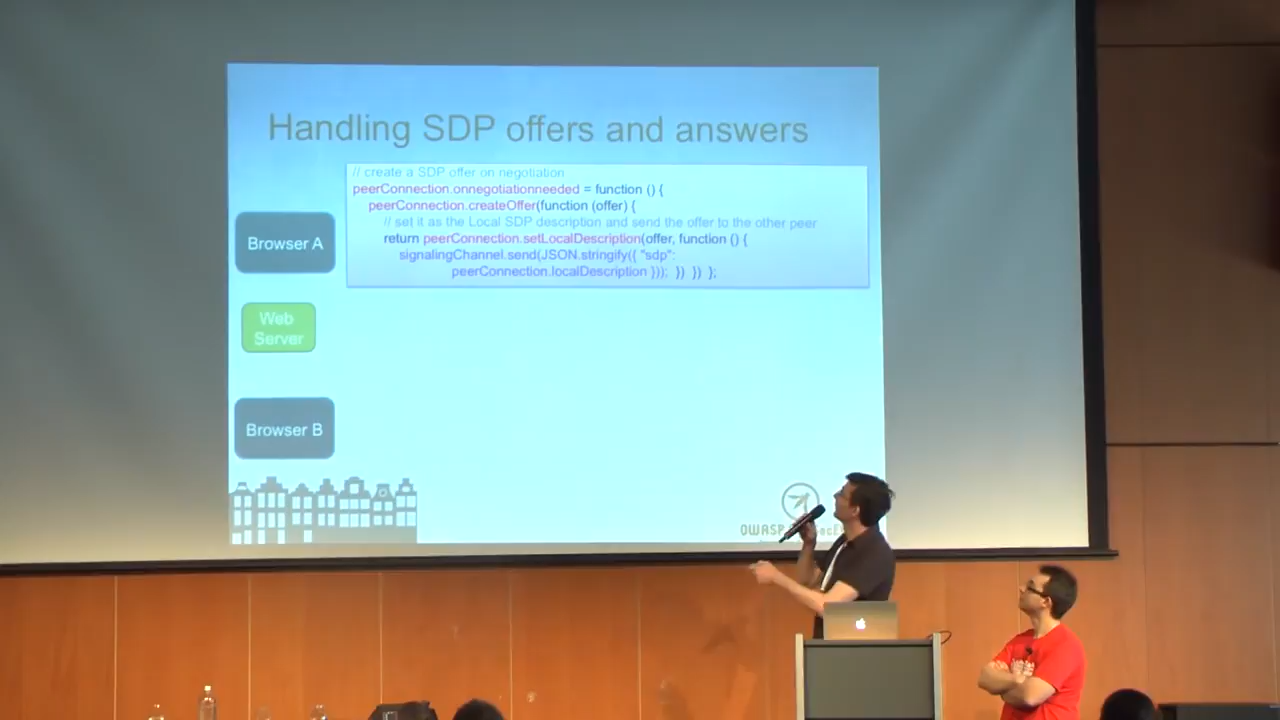 Handling SDP offers and answers
// create a SDP offer on negotiation
peerConnection.onnegotiationneeded = function () {
peerConnection.createOffer(function (offer) {
// set it as the Local SDP description and send the offer to the other peer
return peerConnection.setLocalDescription(offer, function () {
signalingChannel.send(JSON.stringify({ "sdp":
peerConnection.localDescription })); }) }) };
Browser A
Web
Server
Browser B
OWASP